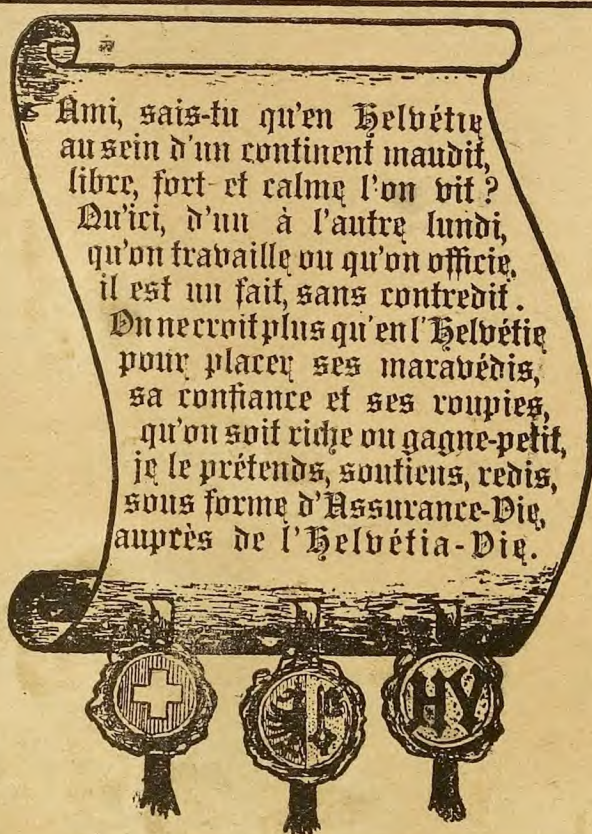 Ami, sais-tu qu'en Helvétie
au sein d'un continent maudit,
libre, fort et calme l'on vit ?
Qu'ici, d'un à l'autre lundi,
qu'on travaille ou qu'on officie,
il est un fait, sans contredit.
On ne croit plus qu'en l'Helvétie
pour placer ses maravédis,
sa confiance et ses roupies,
qu'on soit riche ou gagne-petit,
je le prétends, soutiens, redis,
sous forme d'Assurance-Vie,
auprès de l'Helvétia-Vie.
HV